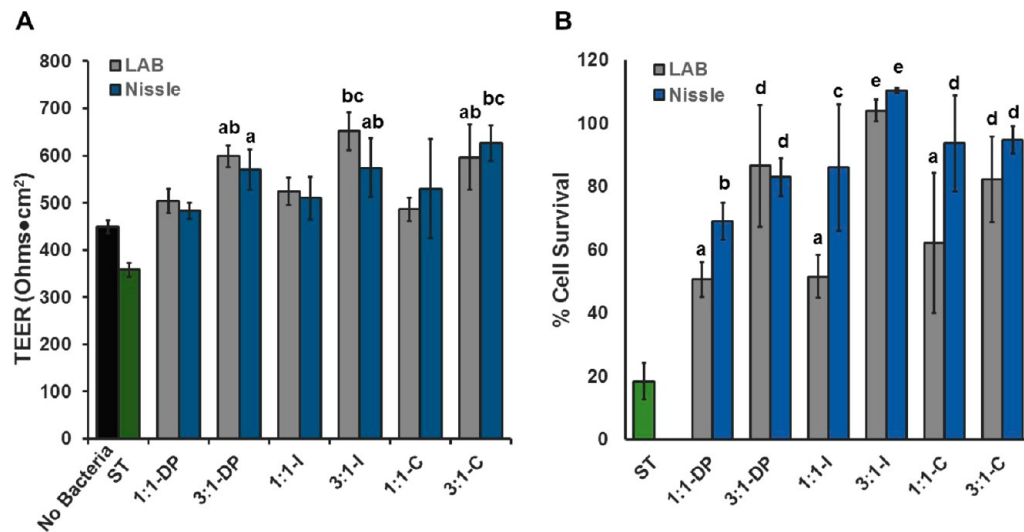 A
TEER (Ohms●cm2)
800
700
600
500
400
300
200
100
0
LAB
Nissle
ab
a
bc
ab
ab
bc
No Bacteria
ST
1:1-DP
3:1-DP
1:1-I
3:1-I
1:1-C
3:1-C
B
% Cell Survival
120
100
80
60
40
20
0
LAB
Nissle
a
b
d
d
a
c
e
e
a
d
d
d
ST
1:1-DP
3:1-DP
1:1-I
3:1-I
1:1-C
3:1-C